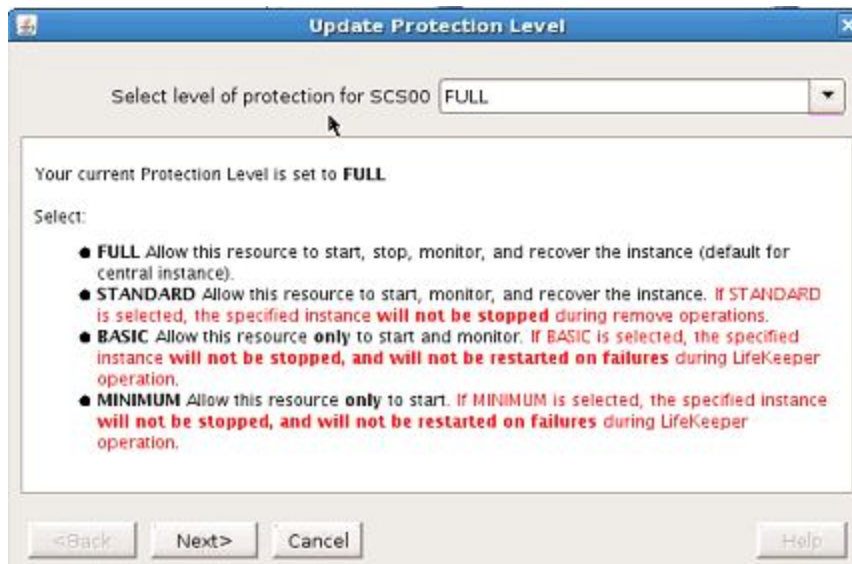 Update Protection Level
Select level of protection for SCS00 FULL
Your current Protection Level is set to FULL
Select:
● FULL Allow this resource to start, stop, monitor, and recover the instance (default for
central instance).
● STANDARD Allow this resource to start, monitor, and recover the instance. If STANDARD
is selected, the specified instance will not be stopped during remove operations.
● BASIC Allow this resource only to start and monitor. If BASIC is selected, the specified
instance will not be stopped, and will not be restarted on failures during LifeKeeper
operation.
● MINIMUM Allow this resource only to start. If MINIMUM is selected, the specified instance
will not be stopped, and will not be restarted on failures during LifeKeeper
operation.
<Back Next> Cancel Help